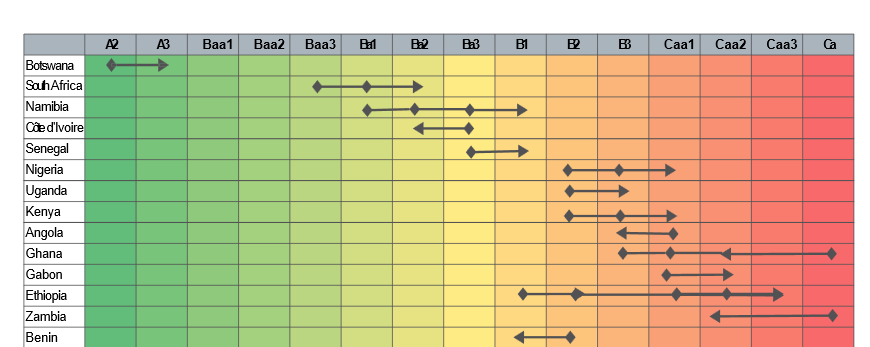 A2 A3 Baa1 Baa2 Baa3 Ba1 Ba2 Ba3 B1 B2 B3 Caa1 Caa2 Caa3 Ca
Botswana
South Africa
Namibia
Côte d'Ivoire
Senegal
Nigeria
Uganda
Kenya
Angola
Ghana
Gabon
Ethiopia
Zambia
Benin